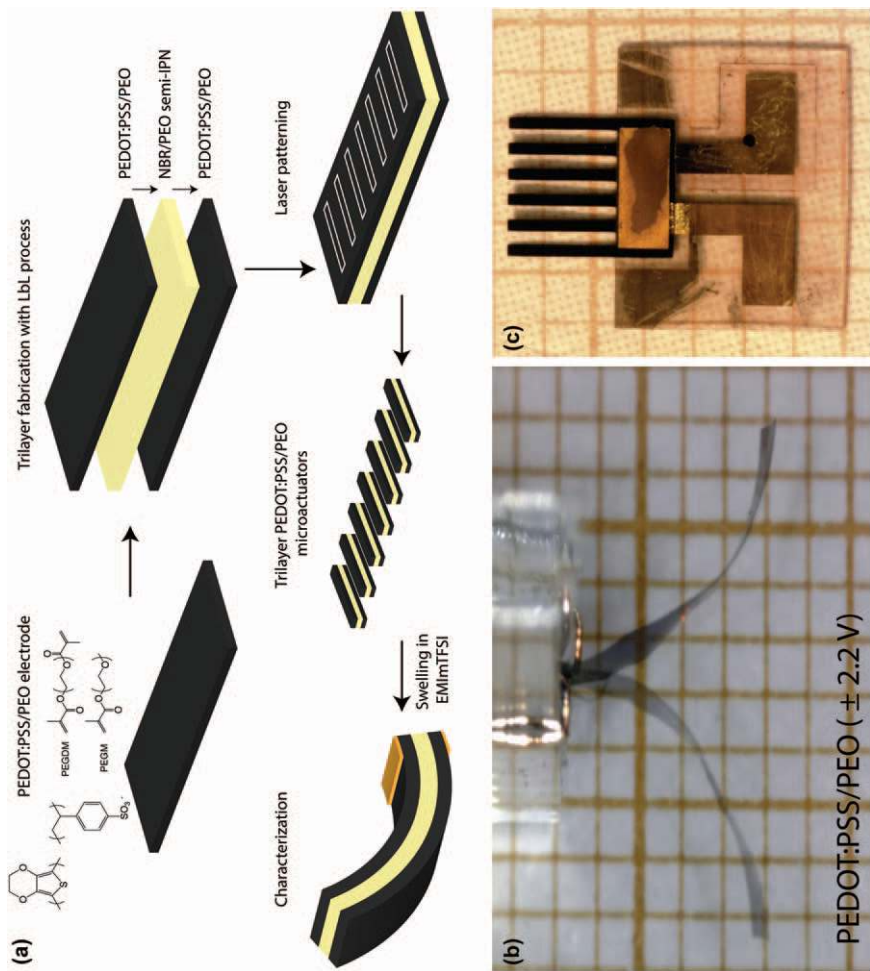 (a)
PEDOT:PSS/PEO electrode
O
O
S
SO3-
PEGDM
O
O
O
O
PEGM
O
O
O
Trilayer fabrication with LbL process
PEDOT:PSS/PEO
NBR/PEO semi-IPN
PEDOT:PSS/PEO
Laser patterning
Trilayer PEDOT:PSS/PEO
microactuators
Swelling in
EMImTFSI
Characterization
(b)
PEDOT:PSS/PEO (± 2.2 V)
(c)